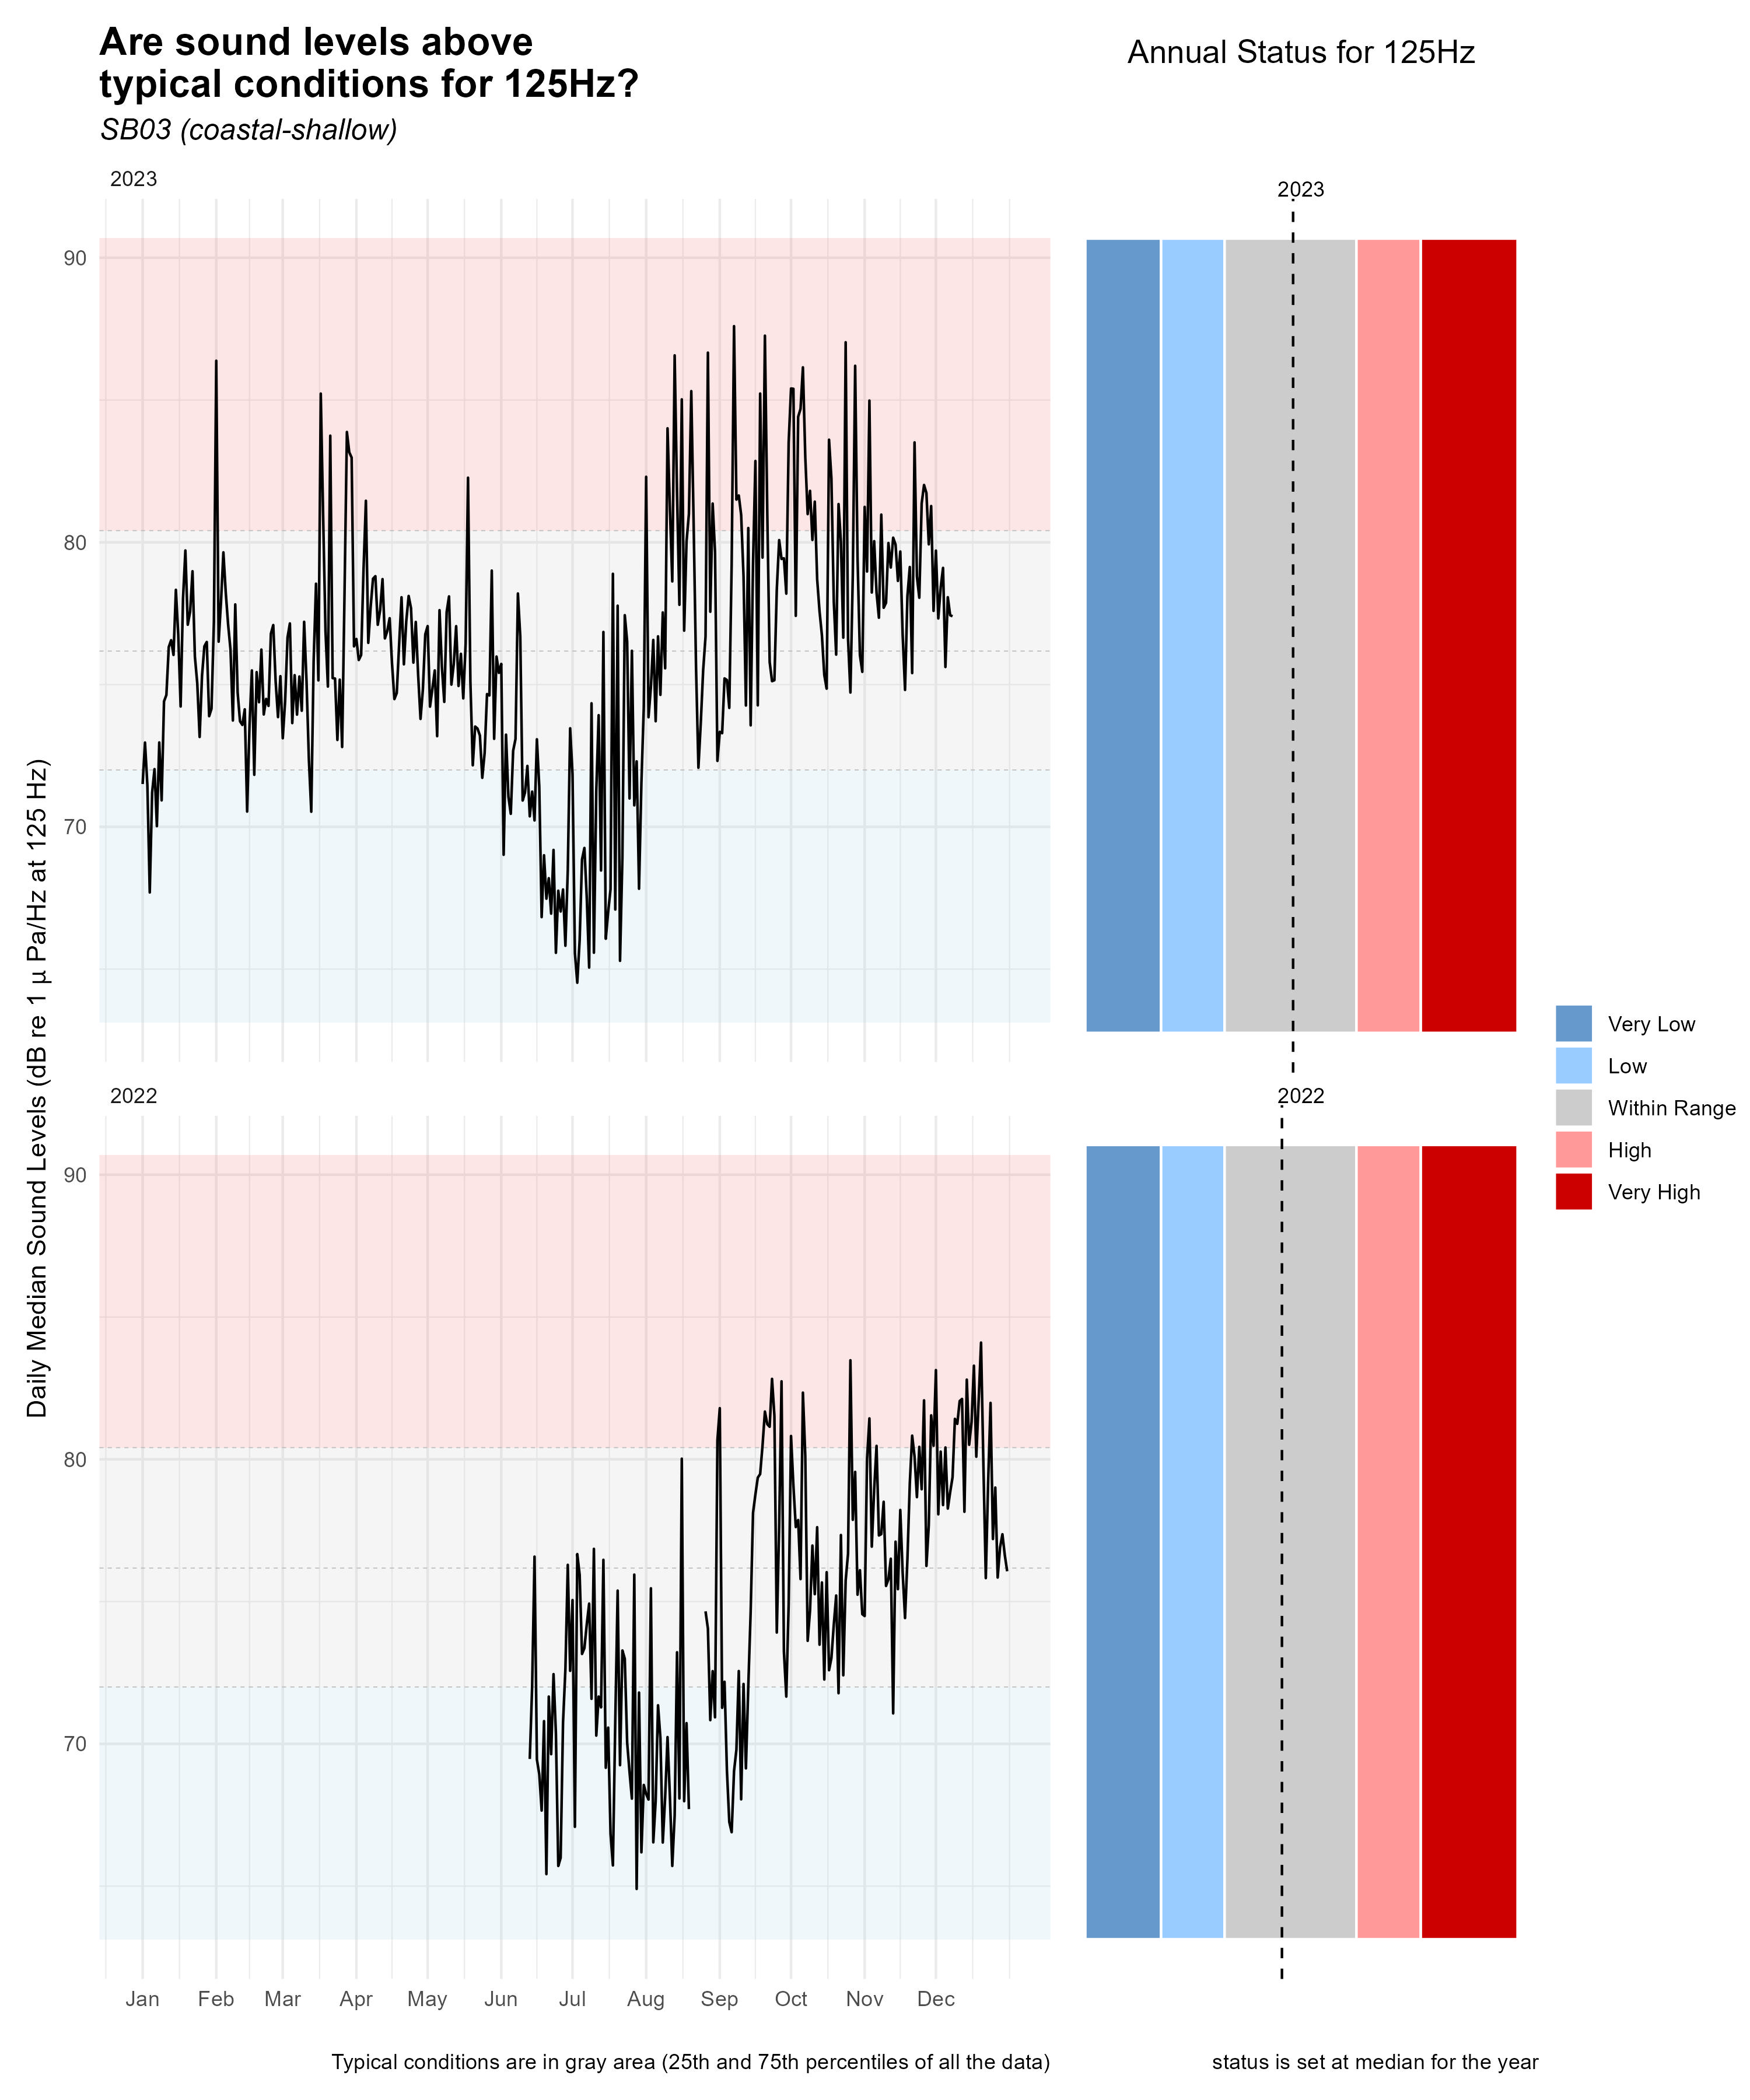 Are sound levels above
typical conditions for 125Hz?
SB03 (coastal-shallow)
Annual Status for 125Hz
2023
2023
90
80
70
Daily Median Sound Levels (dB re 1 μ Pa/Hz at 125 Hz)
Very Low
Low
Within Range
High
Very High
2022
2022
90
80
70
Jan Feb Mar Apr May Jun Jul Aug Sep Oct Nov Dec
Typical conditions are in gray area (25th and 75th percentiles of all the data)
status is set at median for the year